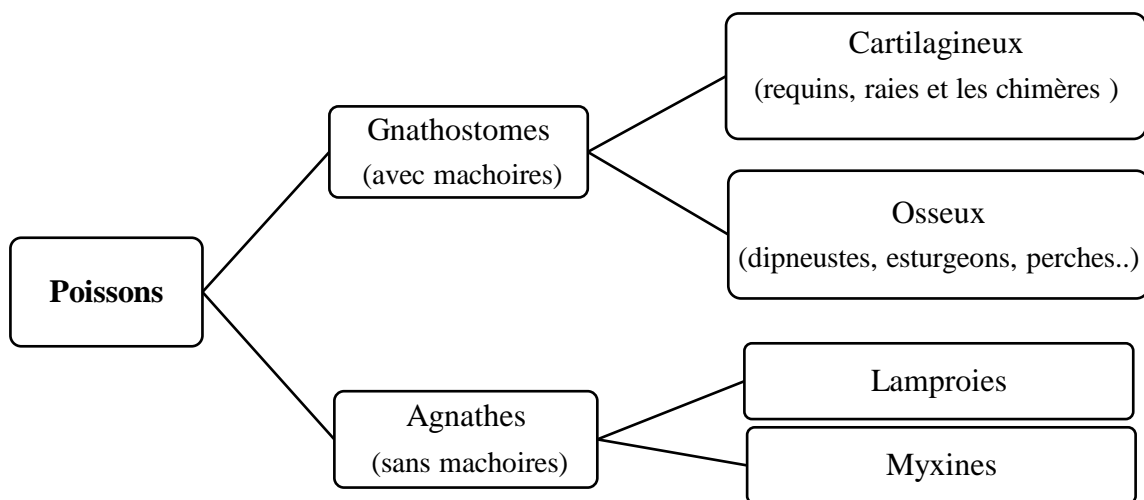 Poissons
Gnathostomes
(avec machoires)
Cartilagineux
(requins, raies et les chimères )
Osseux
(dipneustes, esturgeons, perches..)
Agnathes
(sans machoires)
Lamproies
Myxines